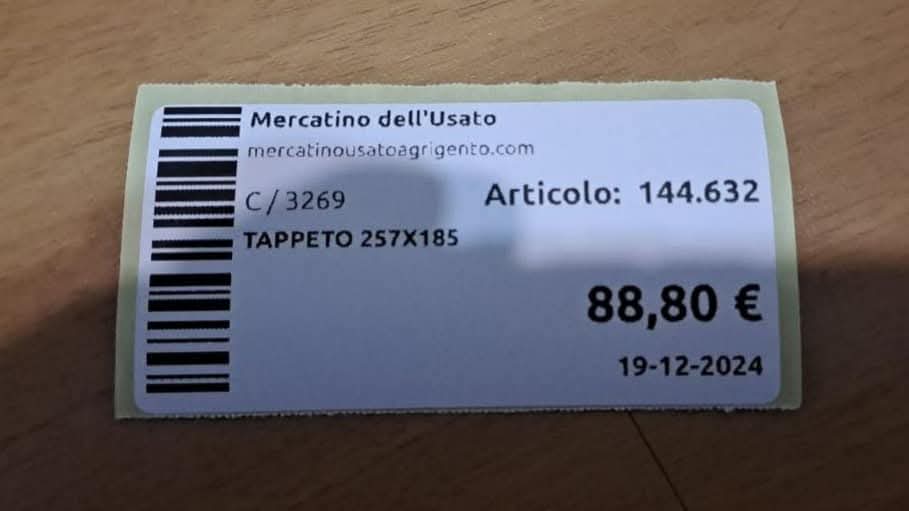 Mercatino dell'Usato
mercatinousatoagrigento.com
C/3269 Articolo: 144.632
TAPPETO 257X185
88,80 €
19-12-2024